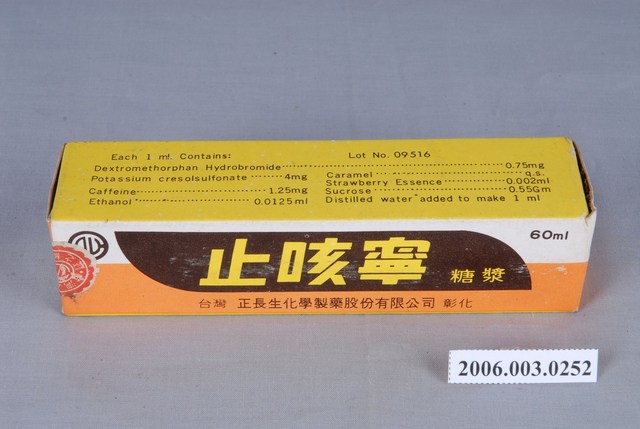 Each 1 ml. Contains: Lot No. 09516
Dextromethorphan Hydrobromide 0.75mg
Potassium cresolsulfonate 4mg
Caffeine 1.25mg
Ethanol 0.0125ml
Caramel q.s.
Strawberry Essence 0.002ml
Sucrose 0.55Gm
Distilled water added to make 1 ml
60ml
止咳寧
糖漿
台灣 正長生化學製藥股份有限公司 彰化
2006.003.0252